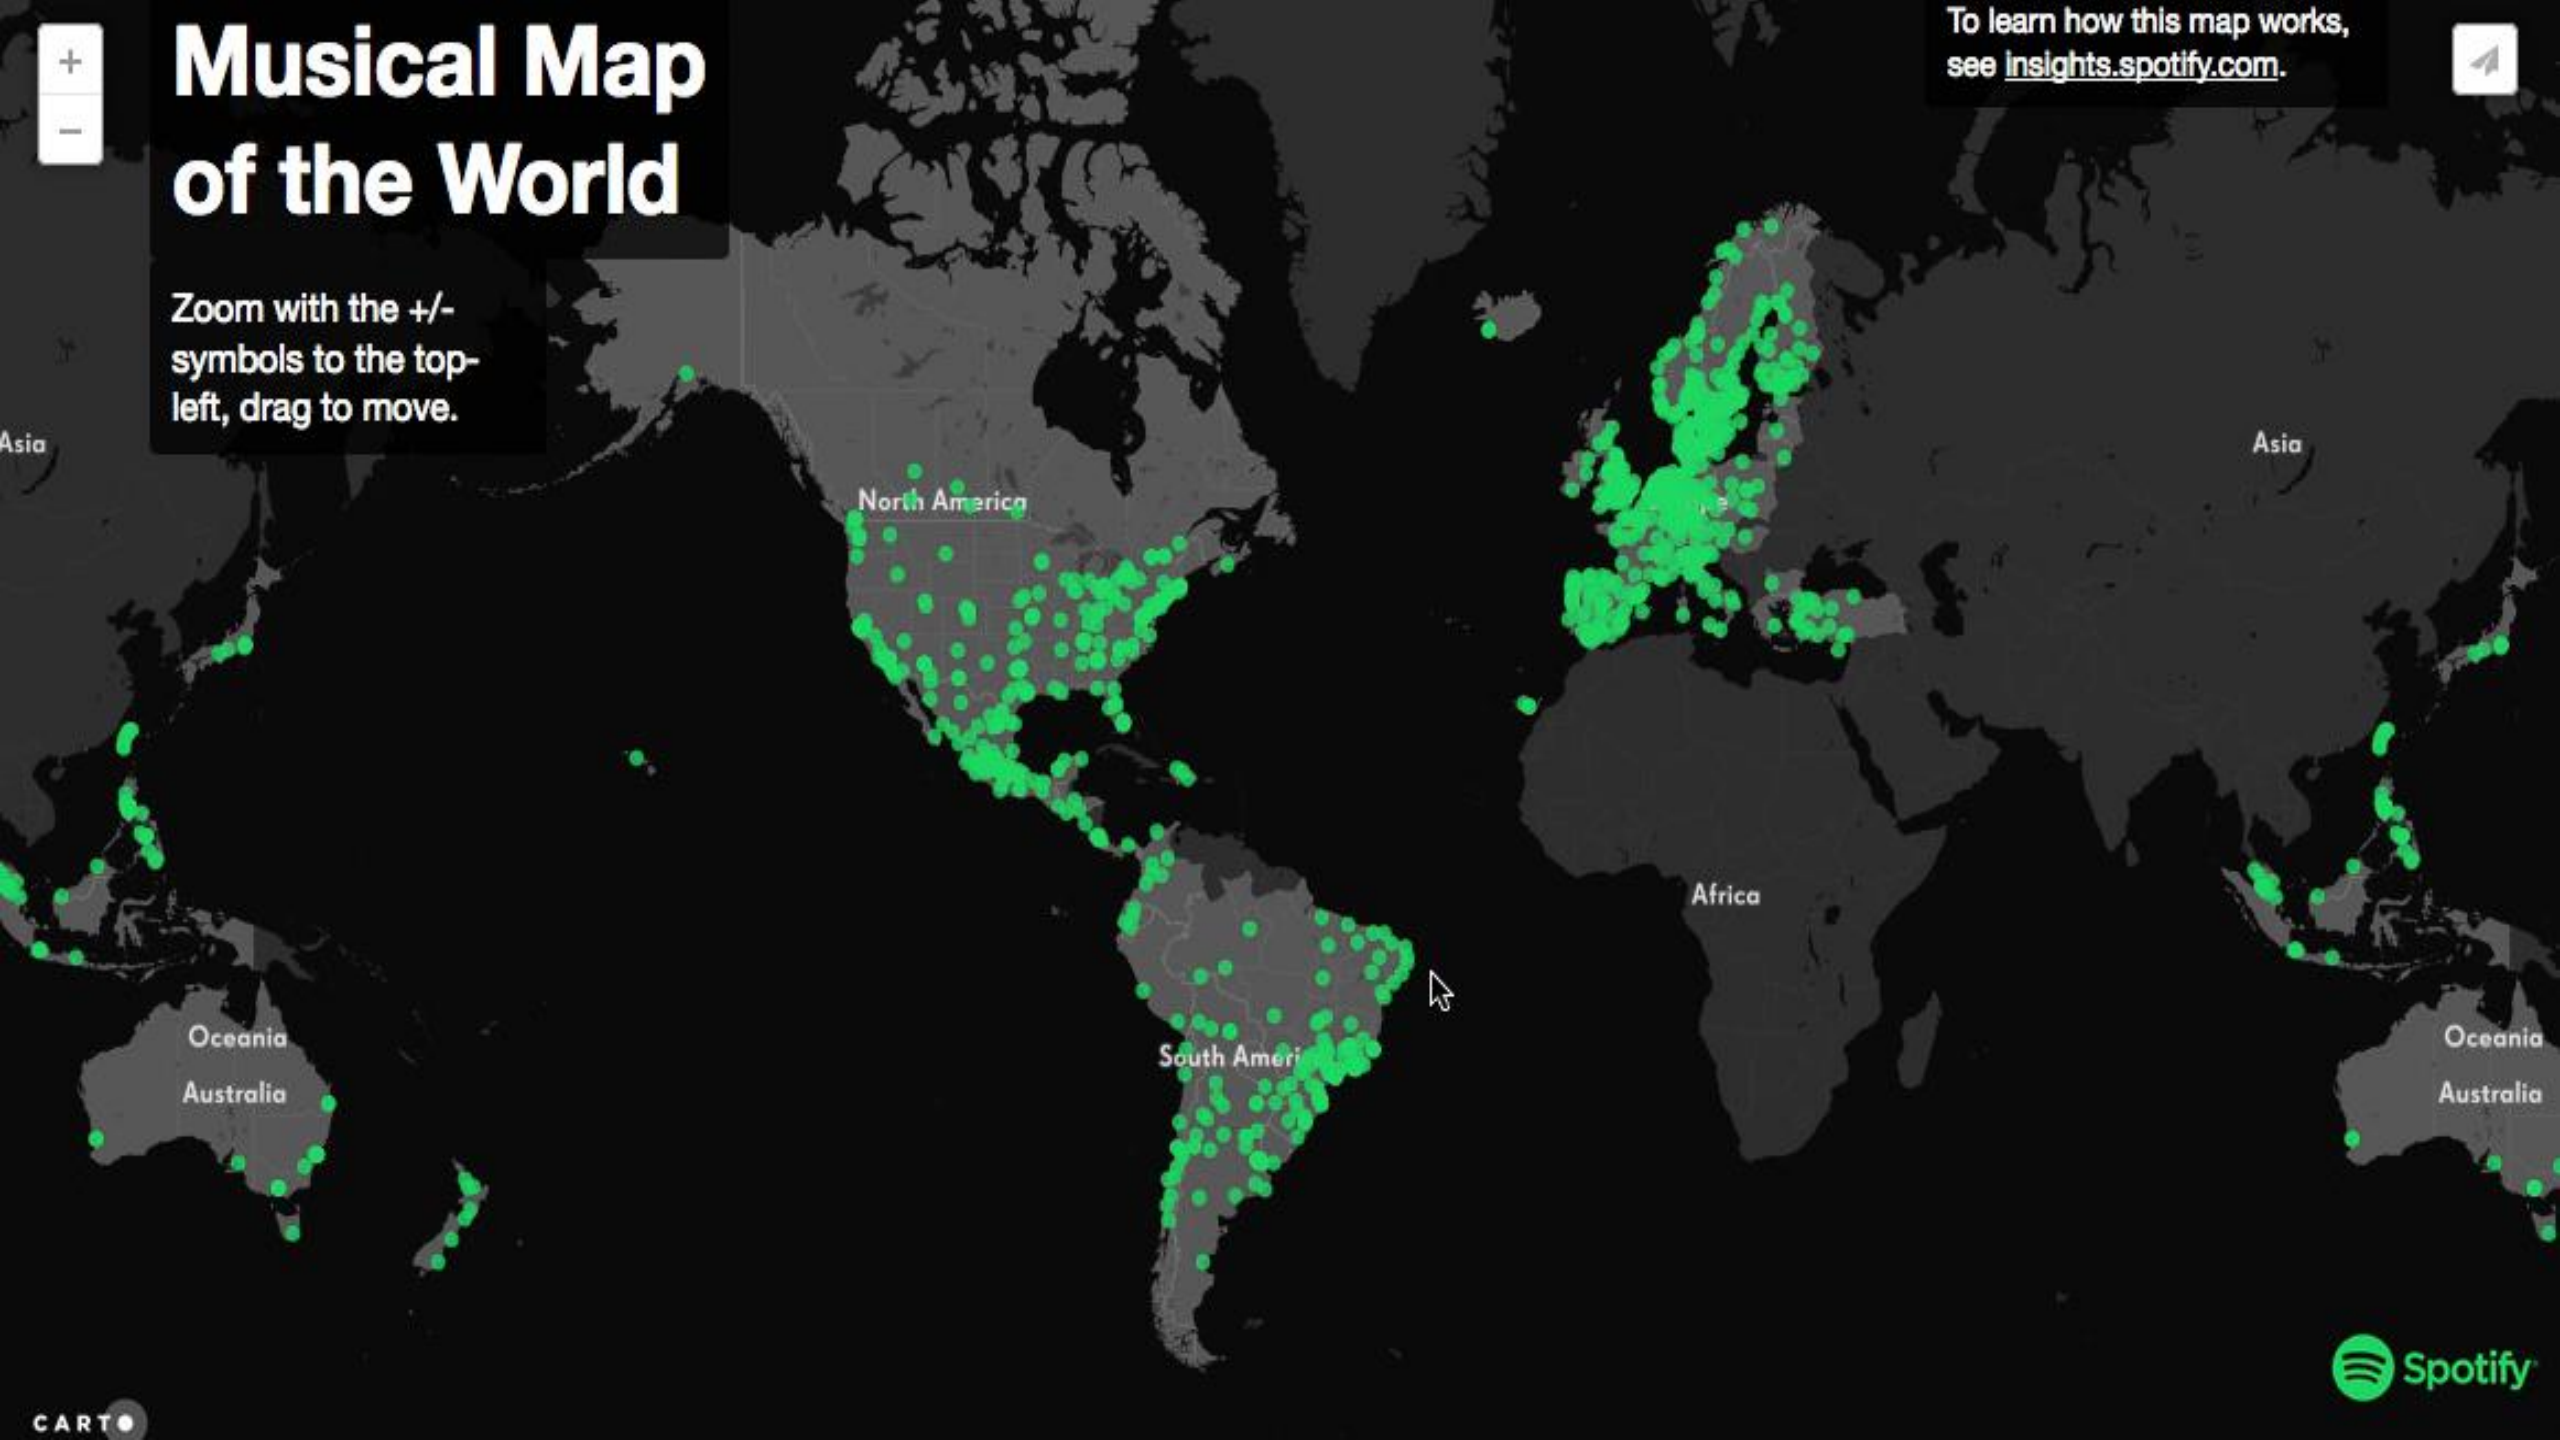 +
−
Musical Map
of the World
Zoom with the +/-
symbols to the top-
left, drag to move.
To learn how this map works,
see insights.spotify.com.
Asia
North America
Asia
Africa
South Ameri
Oceania
Australia
Oceania
Australia
Spotify
CARTO